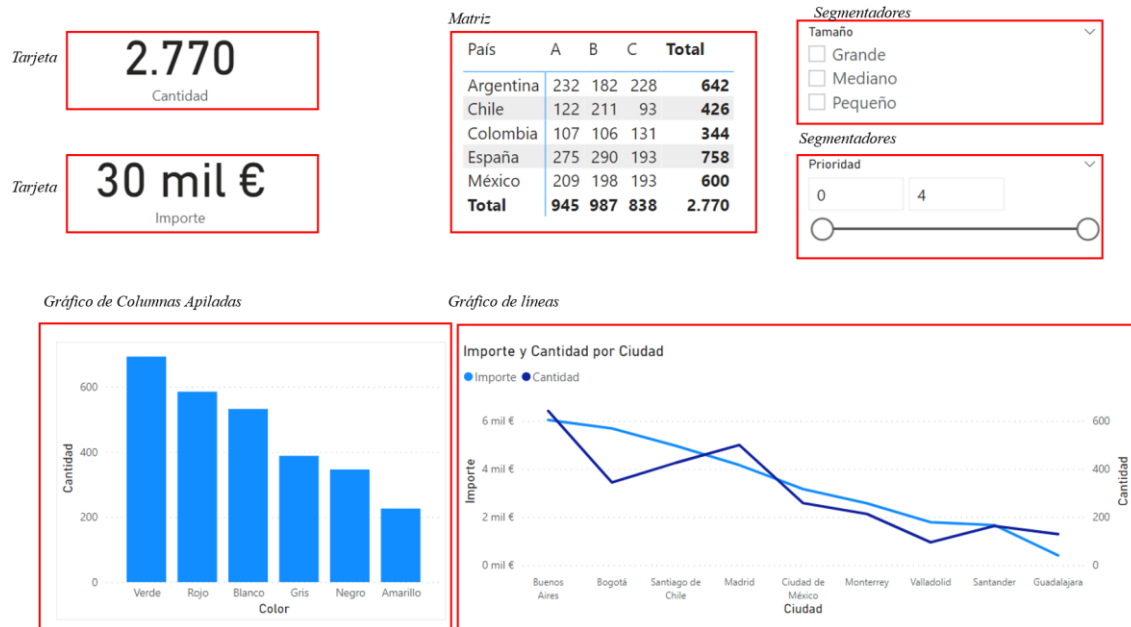 Tarjeta
2.770
Cantidad
Tarjeta
30 mil €
Importe
Matriz
País A B C Total
Argentina 232 182 228 642
Chile 122 211 93 426
Colombia 107 106 131 344
España 275 290 193 758
México 209 198 193 600
Total 945 987 838 2.770
Segmentadores
Tamaño
Grande
Mediano
Pequeño
Segmentadores
Prioridad
0 4
Gráfico de Columnas Apiladas
Cantidad
600
400
200
0
Verde Rojo Blanco Gris Negro Amarillo
Color
Gráfico de líneas
Importe y Cantidad por Ciudad
Importe Cantidad
Importe
6 mil € 600
4 mil € 400
2 mil € 200
0 mil € 0
Cantidad
Buenos Bogotá Santiago de Madrid Ciudad de Monterrey Valladolid Santander Guadalajara
Aires Chile México
Ciudad